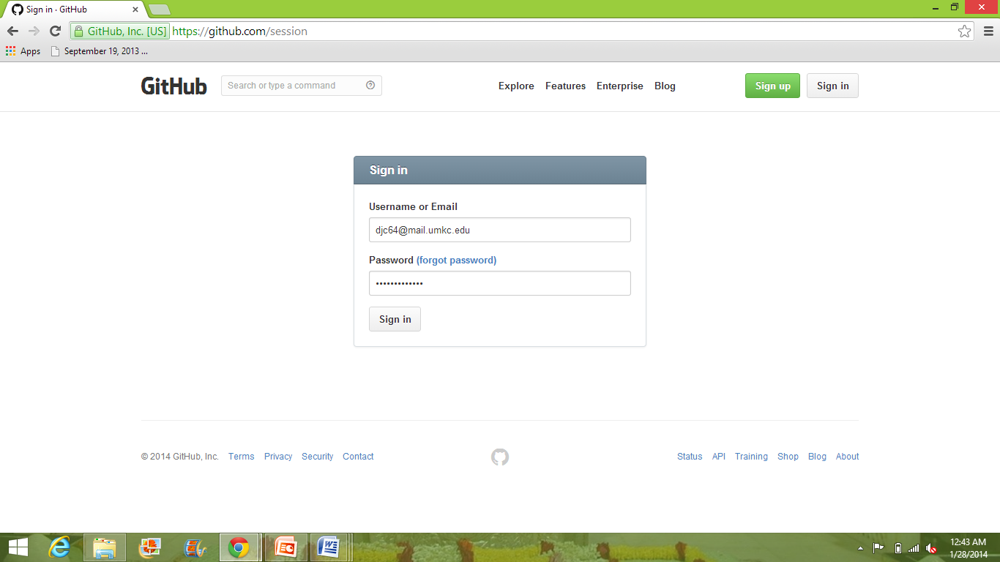 Sign in · GitHub
GitHub, Inc. [US] https://github.com/session
Apps September 19, 2013 ...
GitHub Search or type a command Explore Features Enterprise Blog Sign up Sign in
Sign in
Username or Email
djc64@mail.umkc.edu
Password (forgot password)
•••••••••••••
Sign in
© 2014 GitHub, Inc. Terms Privacy Security Contact Status API Training Shop Blog About
12:43 AM
1/28/2014